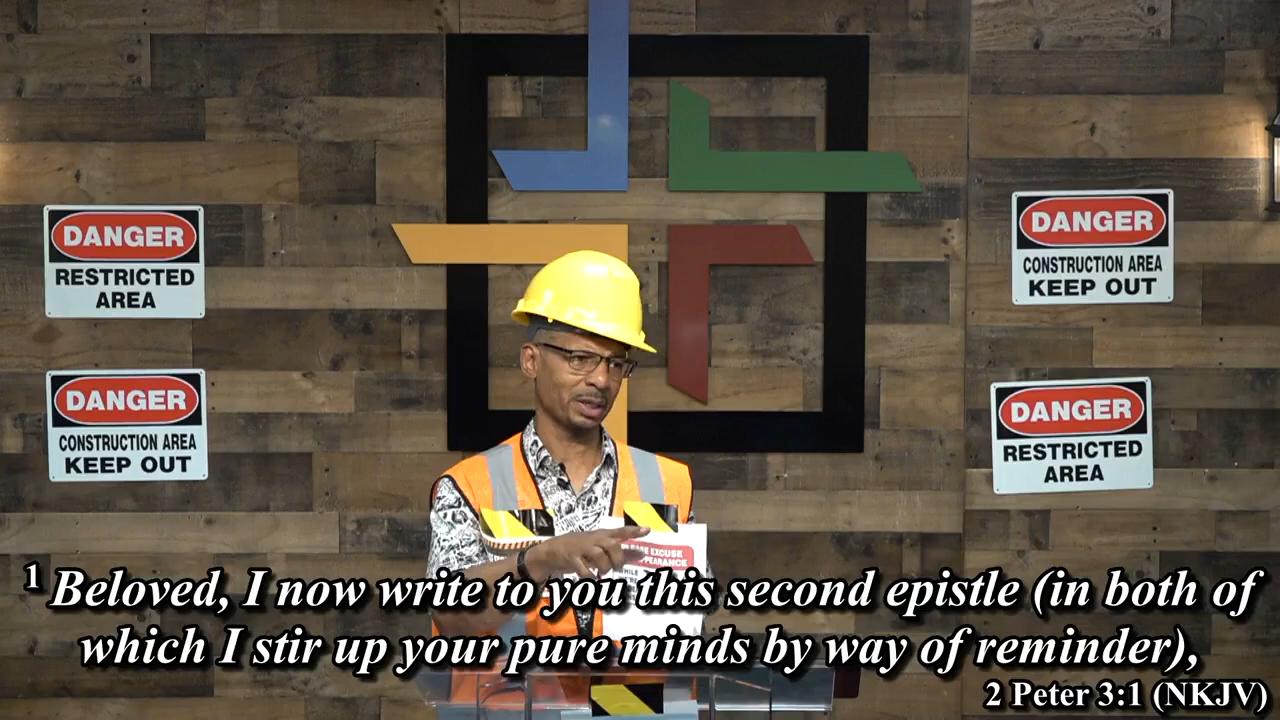 DANGER
RESTRICTED
AREA
DANGER
CONSTRUCTION AREA
KEEP OUT
DANGER
CONSTRUCTION AREA
KEEP OUT
DANGER
RESTRICTED
AREA
EXCUSE
WHILE
1 Beloved, I now write to you this second epistle (in both of
which I stir up your pure minds by way of reminder),
2 Peter 3:1 (NKJV)